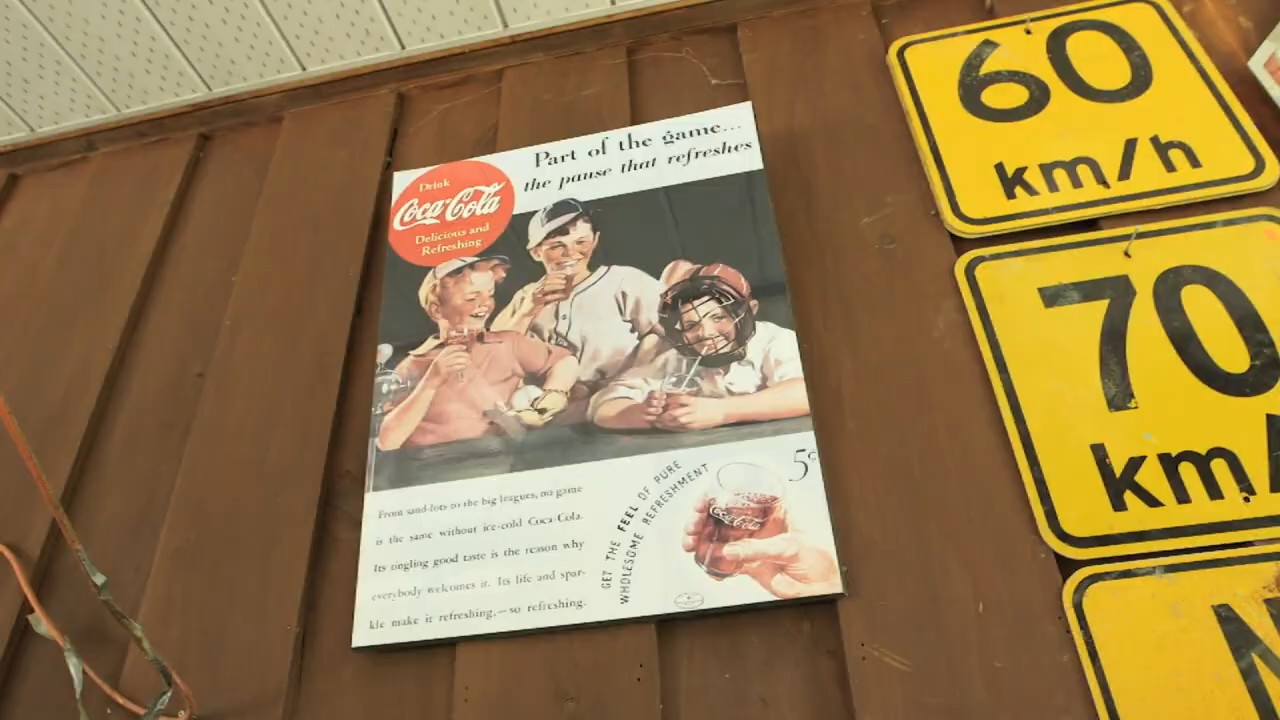 Part of the game...
the pause that refreshes
Drink
Coca-Cola
Delicious and
Refreshing
From sand-lots to the big leagues, no game
is the same without ice-cold Coca-Cola.
Its tingling good taste is the reason why
everybody welcomes it. Its life and spar-
kle make it refreshing,—so refreshing.
GET THE FEEL OF PURE
WHOLESOME REFRESHMENT
5¢
Coca-Cola
60
km/h
70
km/